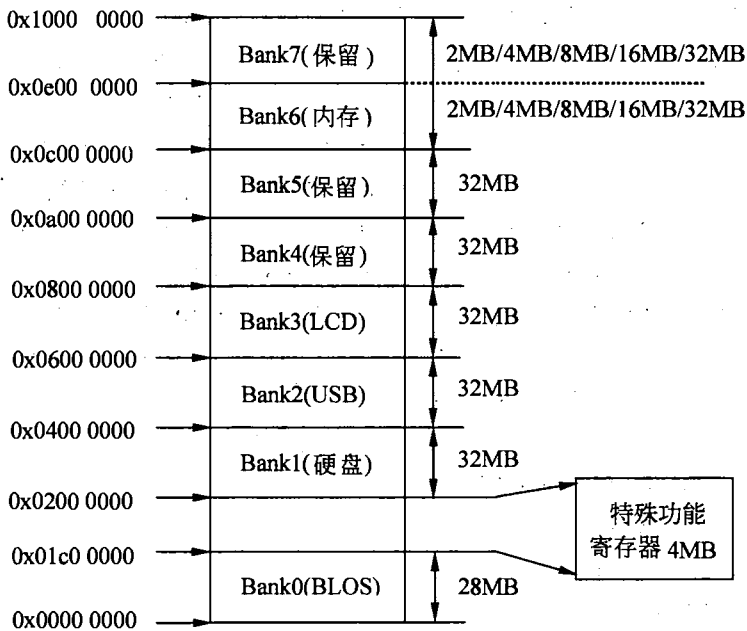 0x1000 0000
Bank7(保留)
2MB/4MB/8MB/16MB/32MB
0x0e00 0000
Bank6(内存)
2MB/4MB/8MB/16MB/32MB
0x0c00 0000
Bank5(保留)
32MB
0x0a00 0000
Bank4(保留)
32MB
0x0800 0000
Bank3(LCD)
32MB
0x0600 0000
Bank2(USB)
32MB
0x0400 0000
Bank1(硬盘)
32MB
0x0200 0000
特殊功能
寄存器 4MB
0x01c0 0000
Bank0(BLOS)
28MB
0x0000 0000